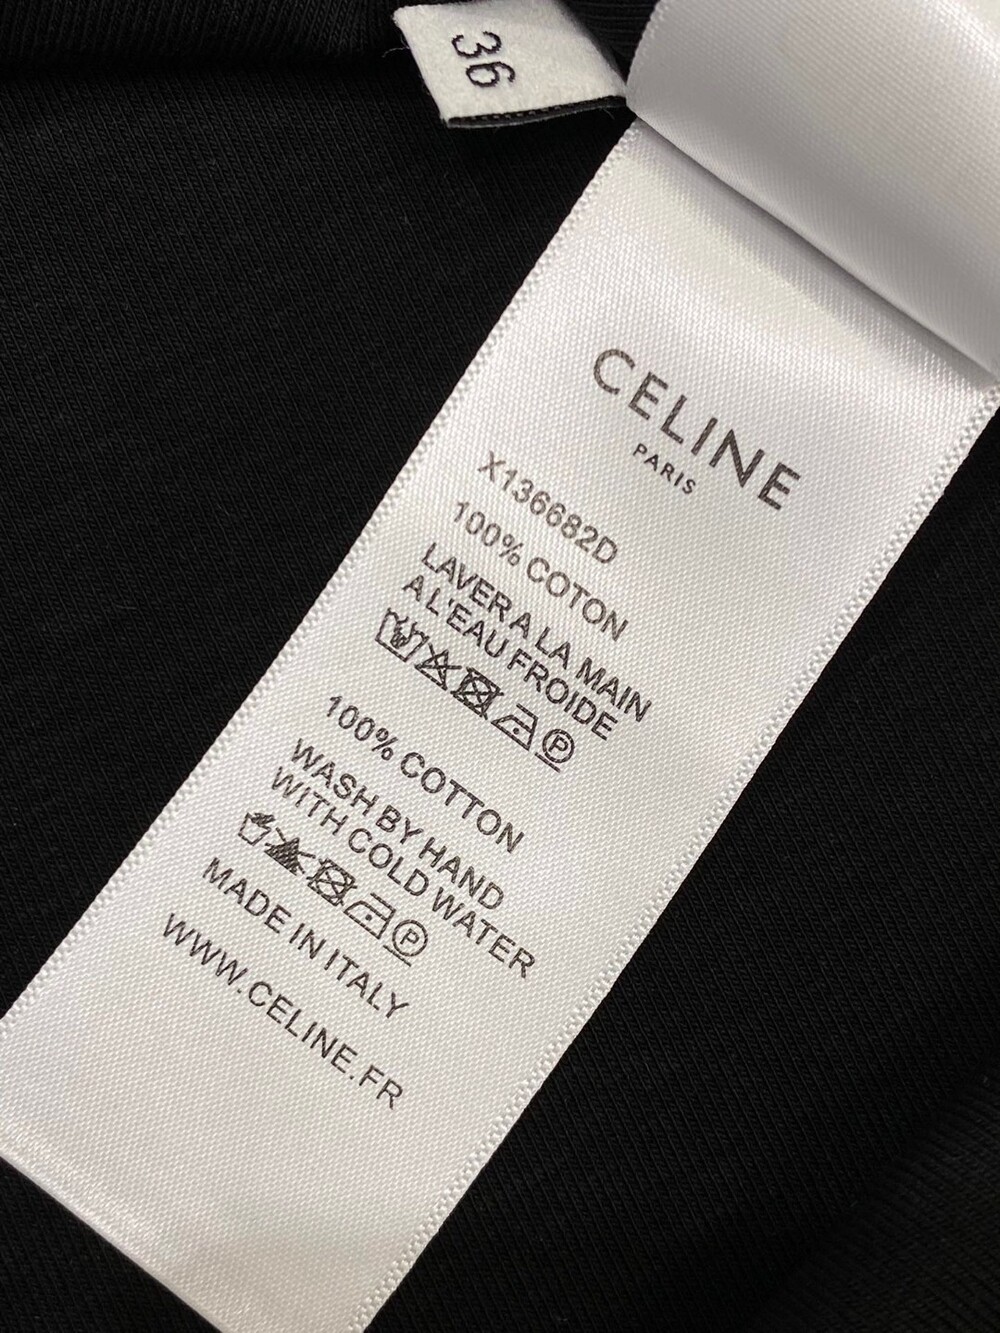 36
CELINE
PARIS
X136682D
100% COTON
LAVER A LA MAIN
A L'EAU FROIDE
P
100% COTTON
WASH BY HAND
WITH COLD WATER
P
MADE IN ITALY
WWW.CELINE.FR